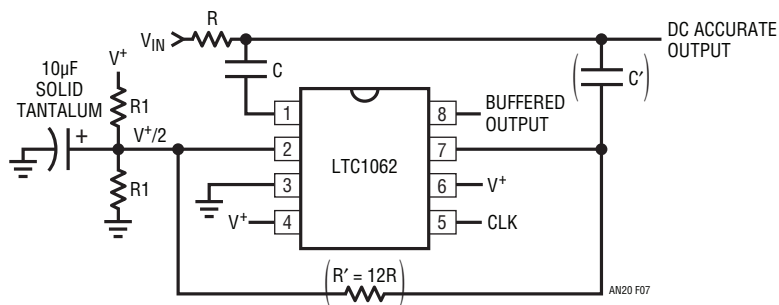 R
V_IN
DC ACCURATE
OUTPUT
10μF
SOLID
TANTALUM
V⁺
C
(C′)
R1
+
V⁺/2
1
8
BUFFERED
OUTPUT
2
LTC1062
7
R1
3
6
V⁺
V⁺
4
5
CLK
(R′ = 12R)
AN20 F07